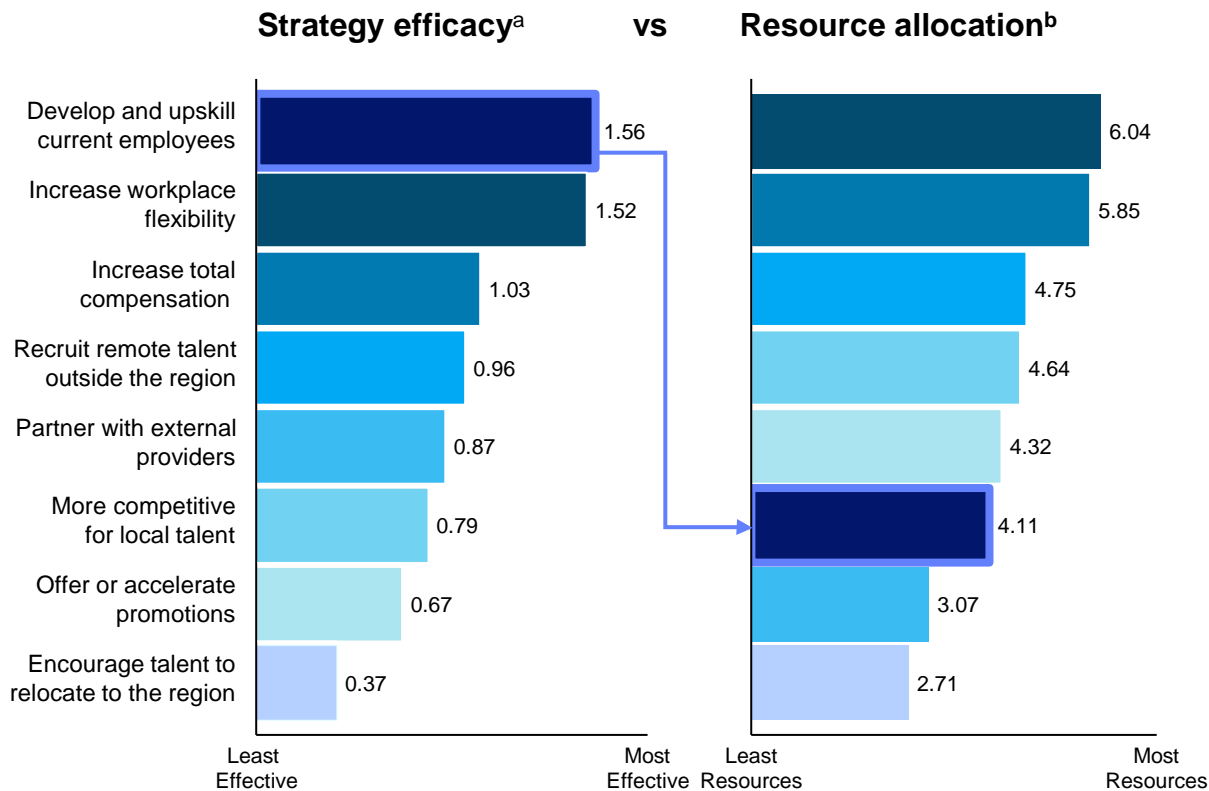 Strategy efficacyᵃ vs Resource allocationᵇ
Develop and upskill
current employees
1.56
6.04
Increase workplace
flexibility
1.52
5.85
Increase total
compensation
1.03
4.75
Recruit remote talent
outside the region
0.96
4.64
Partner with external
providers
0.87
4.32
More competitive
for local talent
0.79
4.11
Offer or accelerate
promotions
0.67
3.07
Encourage talent to
relocate to the region
0.37
2.71
Least
Effective
Most
Effective
Least
Resources
Most
Resources